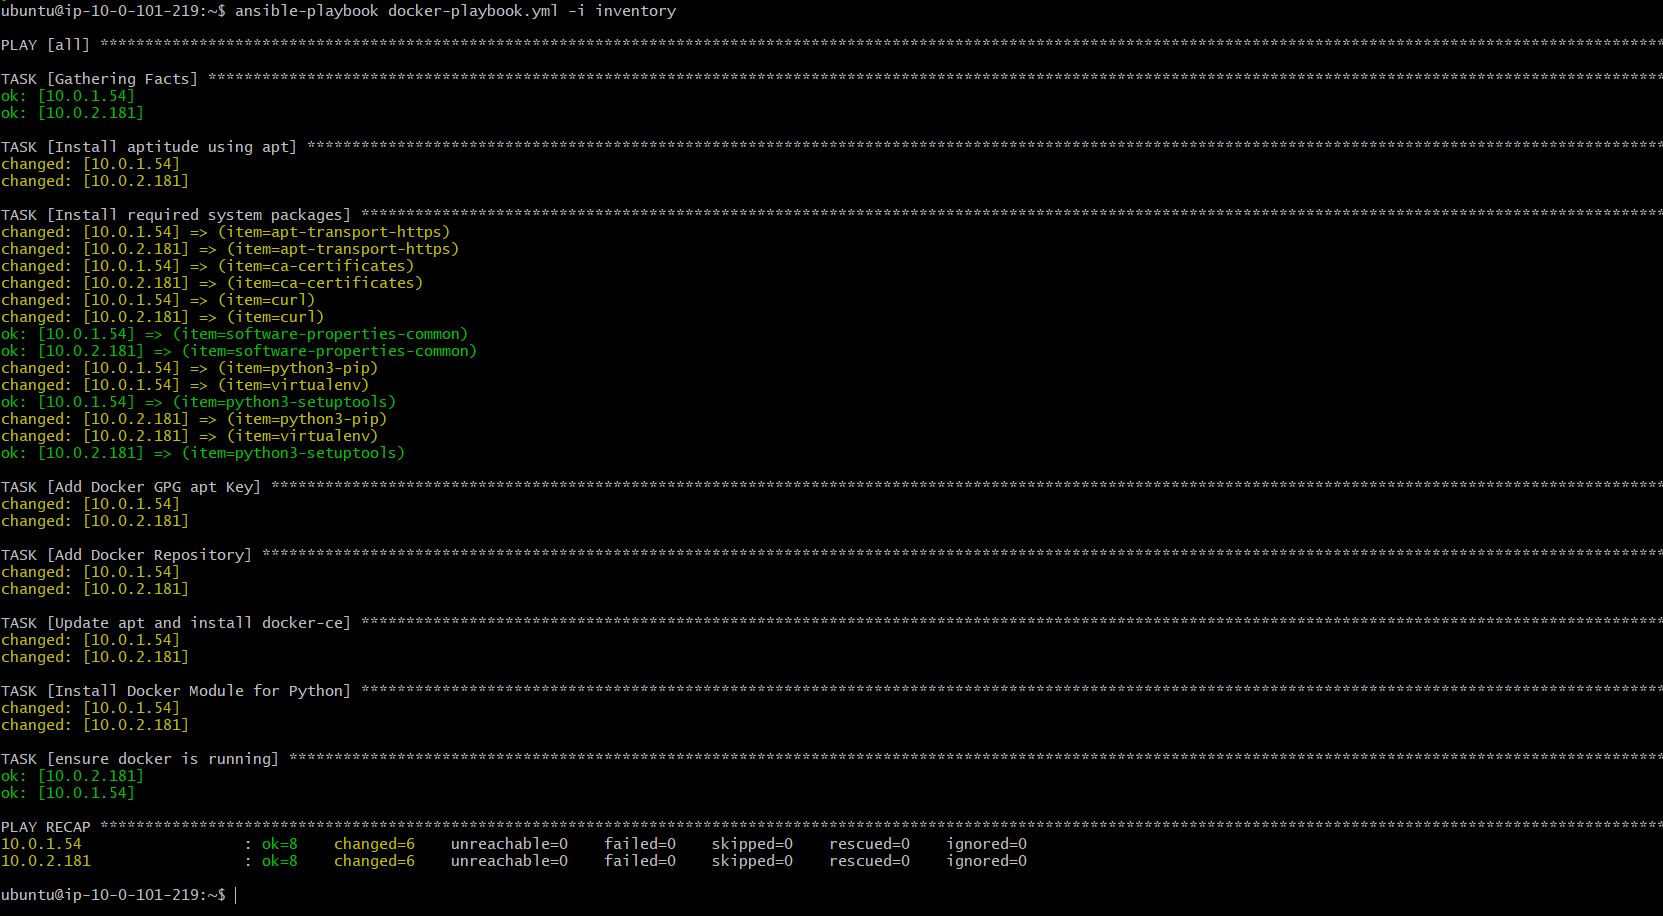 ubuntu@ip-10-0-101-219:~$ ansible-playbook docker-playbook.yml -i inventory
PLAY [all] ****************************************************************************************************************************************************************************
TASK [Gathering Facts] ****************************************************************************************************************************************************************
ok: [10.0.1.54]
ok: [10.0.2.181]
TASK [Install aptitude using apt] *****************************************************************************************************************************************************
changed: [10.0.1.54]
changed: [10.0.2.181]
TASK [Install required system packages] ***********************************************************************************************************************************************
changed: [10.0.1.54] => (item=apt-transport-https)
changed: [10.0.2.181] => (item=apt-transport-https)
changed: [10.0.1.54] => (item=ca-certificates)
changed: [10.0.2.181] => (item=ca-certificates)
changed: [10.0.1.54] => (item=curl)
changed: [10.0.2.181] => (item=curl)
ok: [10.0.1.54] => (item=software-properties-common)
ok: [10.0.2.181] => (item=software-properties-common)
changed: [10.0.1.54] => (item=python3-pip)
changed: [10.0.1.54] => (item=virtualenv)
ok: [10.0.1.54] => (item=python3-setuptools)
changed: [10.0.2.181] => (item=python3-pip)
changed: [10.0.2.181] => (item=virtualenv)
ok: [10.0.2.181] => (item=python3-setuptools)
TASK [Add Docker GPG apt Key] *********************************************************************************************************************************************************
changed: [10.0.1.54]
changed: [10.0.2.181]
TASK [Add Docker Repository] **********************************************************************************************************************************************************
changed: [10.0.1.54]
changed: [10.0.2.181]
TASK [Update apt and install docker-ce] ***********************************************************************************************************************************************
changed: [10.0.1.54]
changed: [10.0.2.181]
TASK [Install Docker Module for Python] ***********************************************************************************************************************************************
changed: [10.0.1.54]
changed: [10.0.2.181]
TASK [ensure docker is running] *******************************************************************************************************************************************************
ok: [10.0.2.181]
ok: [10.0.1.54]
PLAY RECAP ****************************************************************************************************************************************************************************
10.0.1.54                  : ok=8    changed=6    unreachable=0    failed=0    skipped=0    rescued=0    ignored=0
10.0.2.181                 : ok=8    changed=6    unreachable=0    failed=0    skipped=0    rescued=0    ignored=0
ubuntu@ip-10-0-101-219:~$